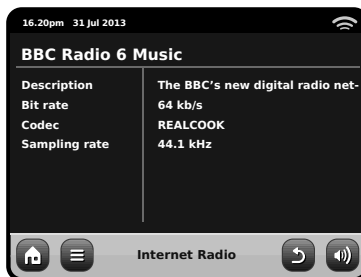 16.20pm 31 Jul 2013
BBC Radio 6 Music
Description The BBC's new digital radio net-
Bit rate 64 kb/s
Codec REALCOOK
Sampling rate 44.1 kHz
Internet Radio